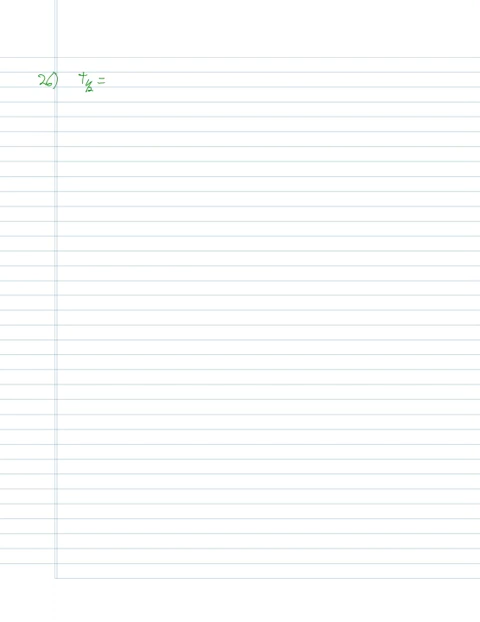 26) t½ =